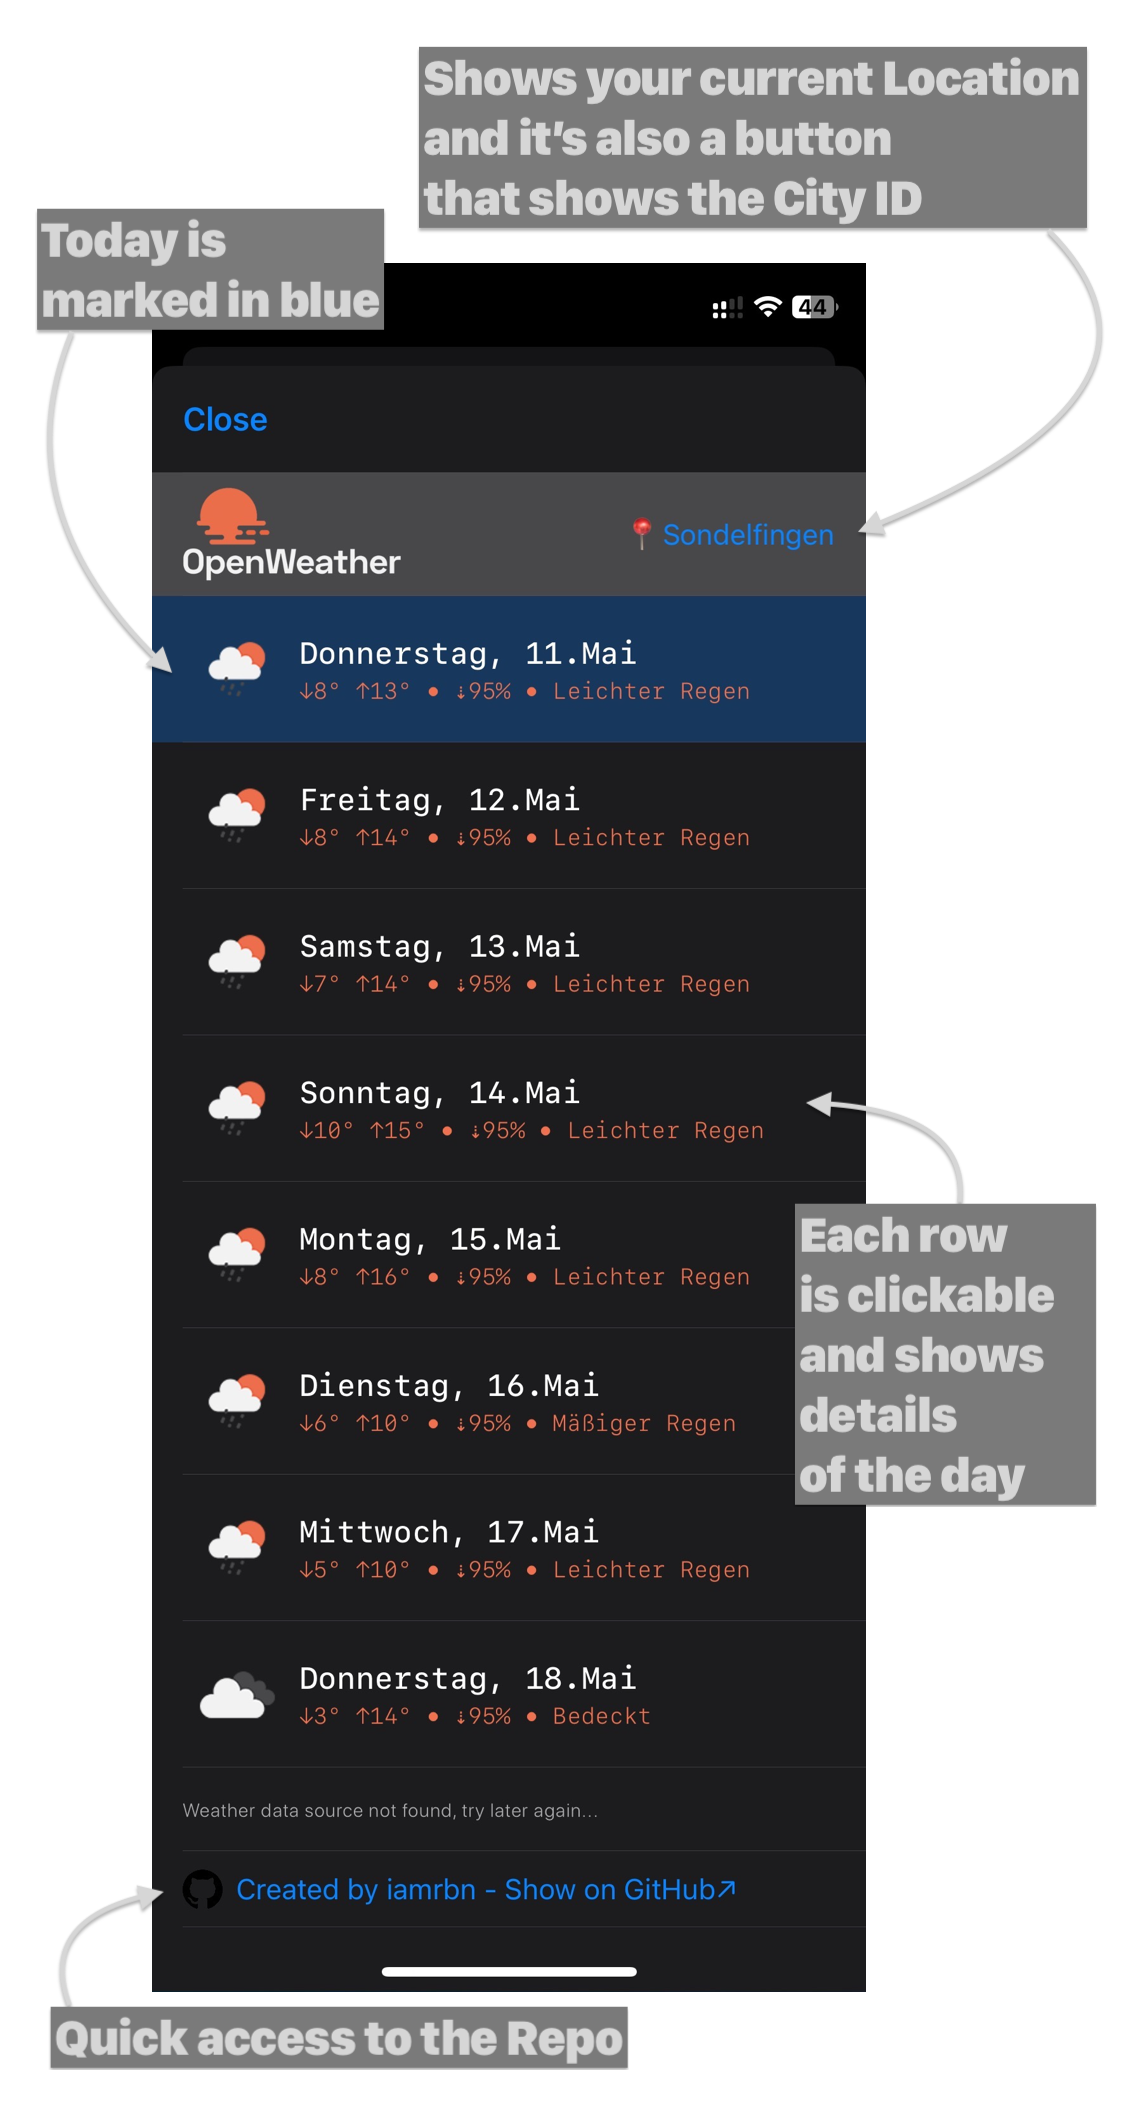 Shows your current Location
and it's also a button
that shows the City ID
Today is
marked in blue
44
Close
OpenWeather
📍 Sondelfingen
Donnerstag, 11.Mai
↓8° ↑13° • ⇣95% • Leichter Regen
Freitag, 12.Mai
↓8° ↑14° • ⇣95% • Leichter Regen
Samstag, 13.Mai
↓7° ↑14° • ⇣95% • Leichter Regen
Sonntag, 14.Mai
↓10° ↑15° • ⇣95% • Leichter Regen
Each row
is clickable
and shows
details
of the day
Montag, 15.Mai
↓8° ↑16° • ⇣95% • Leichter Regen
Dienstag, 16.Mai
↓6° ↑10° • ⇣95% • Mäßiger Regen
Mittwoch, 17.Mai
↓5° ↑10° • ⇣95% • Leichter Regen
Donnerstag, 18.Mai
↓3° ↑14° • ⇣95% • Bedeckt
Weather data source not found, try later again...
Created by iamrbn - Show on GitHub↗
Quick access to the Repo